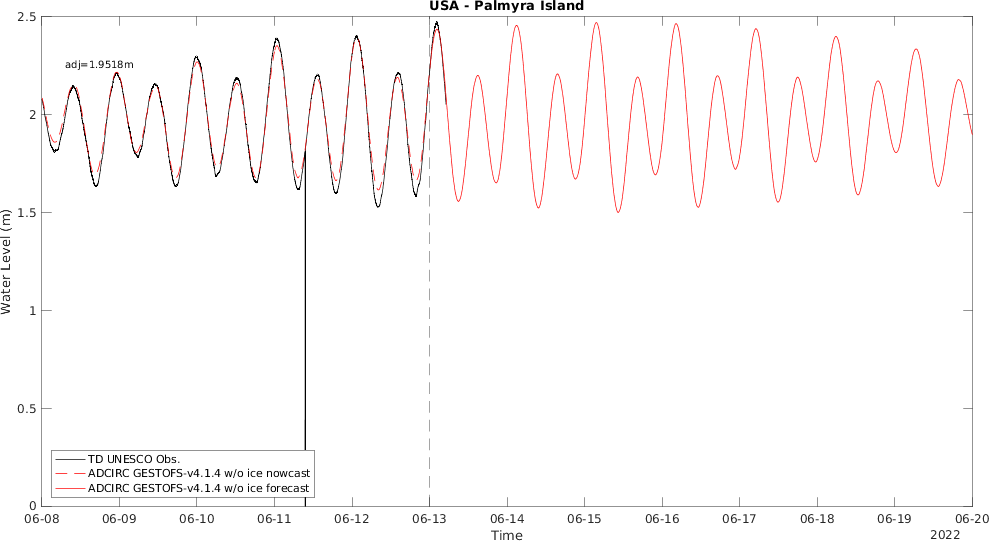 USA - Palmyra Island
adj=1.9518m
2.5
2
1.5
1
0.5
0
Water Level (m)
TD UNESCO Obs.
ADCIRC GESTOFS-v4.1.4 w/o ice nowcast
ADCIRC GESTOFS-v4.1.4 w/o ice forecast
06-08 06-09 06-10 06-11 06-12 06-13 06-14 06-15 06-16 06-17 06-18 06-19 06-20
Time
2022